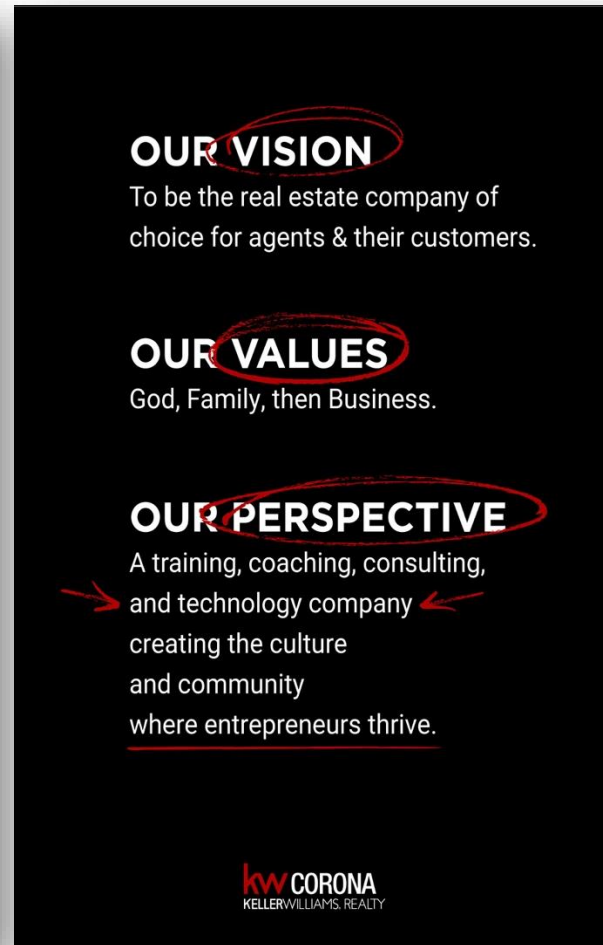 OUR VISION
To be the real estate company of
choice for agents & their customers.
OUR VALUES
God, Family, then Business.
OUR PERSPECTIVE
A training, coaching, consulting,
and technology company
creating the culture
and community
where entrepreneurs thrive.
kw CORONA
KELLERWILLIAMS. REALTY